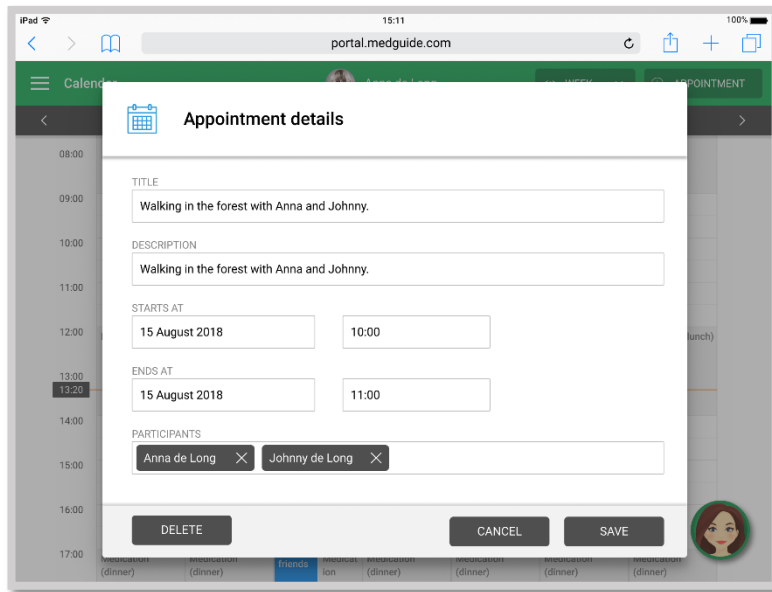 iPad 15:11 100%
portal.medguide.com
Calendar Anna de Long WEEK APPOINTMENT
Appointment details
08:00
TITLE
09:00
Walking in the forest with Anna and Johnny.
10:00
DESCRIPTION
Walking in the forest with Anna and Johnny.
11:00
STARTS AT
12:00
15 August 2018 10:00
lunch)
ENDS AT
13:00
13:20
15 August 2018 11:00
14:00
PARTICIPANTS
Anna de Long Johnny de Long
15:00
16:00
DELETE CANCEL SAVE
17:00
Medication Medication friends Medicat Medication Medication Medication Medication
(dinner) (dinner) ion (dinner) (dinner) (dinner) (dinner)